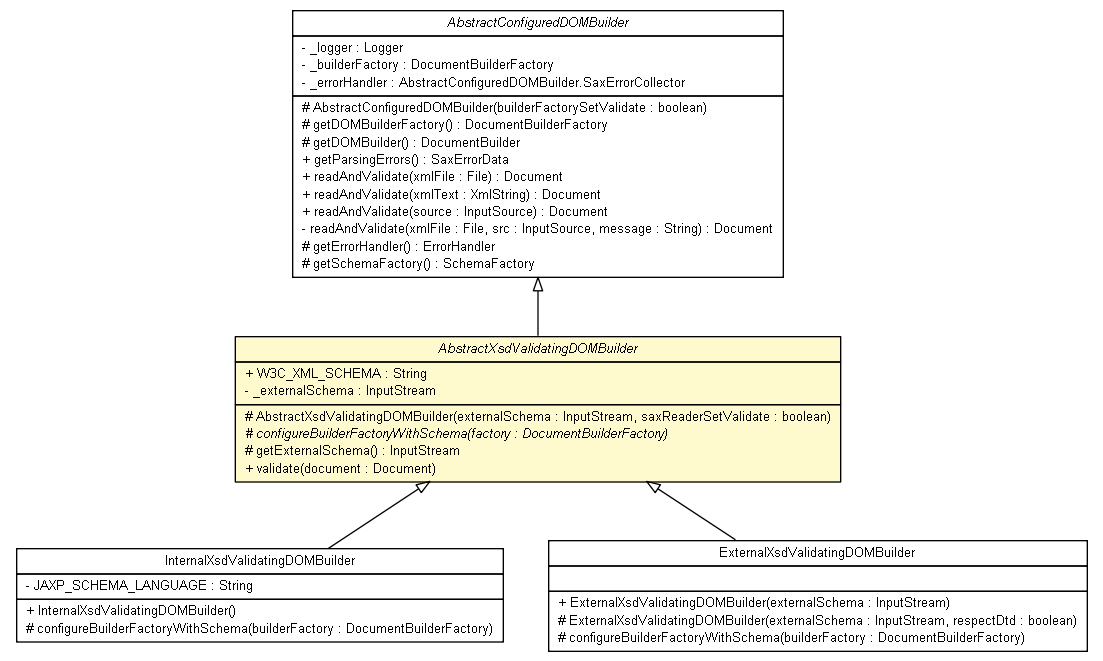 AbstractConfiguredDOMBuilder
- _logger : Logger
- _builderFactory : DocumentBuilderFactory
- _errorHandler : AbstractConfiguredDOMBuilder.SaxErrorCollector
# AbstractConfiguredDOMBuilder(builderFactorySetValidate : boolean)
# getDOMBuilderFactory() : DocumentBuilderFactory
# getDOMBuilder() : DocumentBuilder
+ getParsingErrors() : SaxErrorData
+ readAndValidate(xmlFile : File) : Document
+ readAndValidate(xmlText : XmlString) : Document
+ readAndValidate(source : InputSource) : Document
- readAndValidate(xmlFile : File, src : InputSource, message : String) : Document
# getErrorHandler() : ErrorHandler
# getSchemaFactory() : SchemaFactory
AbstractXsdValidatingDOMBuilder
+ W3C_XML_SCHEMA : String
- _externalSchema : InputStream
# AbstractXsdValidatingDOMBuilder(externalSchema : InputStream, saxReaderSetValidate : boolean)
# configureBuilderFactoryWithSchema(factory : DocumentBuilderFactory)
# getExternalSchema() : InputStream
+ validate(document : Document)
InternalXsdValidatingDOMBuilder
- JAXP_SCHEMA_LANGUAGE : String
+ InternalXsdValidatingDOMBuilder()
# configureBuilderFactoryWithSchema(builderFactory : DocumentBuilderFactory)
ExternalXsdValidatingDOMBuilder
+ ExternalXsdValidatingDOMBuilder(externalSchema : InputStream)
# ExternalXsdValidatingDOMBuilder(externalSchema : InputStream, respectDtd : boolean)
# configureBuilderFactoryWithSchema(builderFactory : DocumentBuilderFactory)